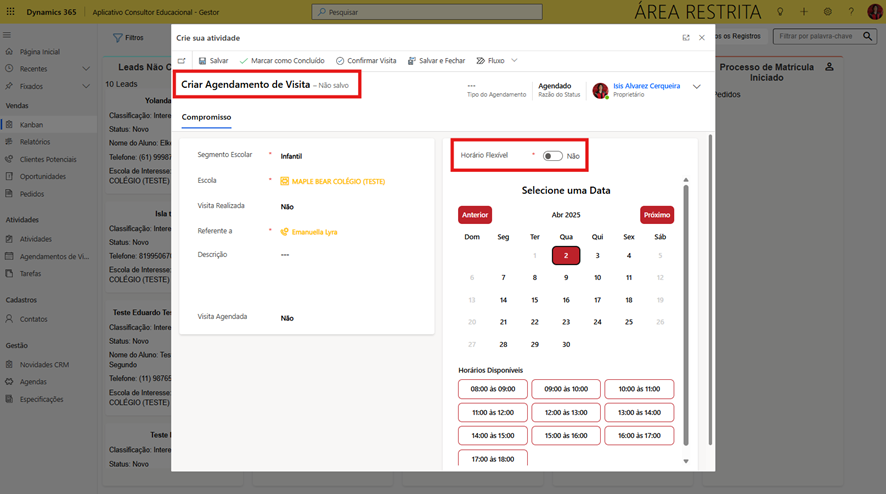 Dynamics 365
Aplicativo Consultor Educacional - Gestor
Pesquisar
ÁREA RESTRITA
Filtros
os Registros
Filtrar por palavra-chave
Página Inicial
Recentes
Fixados
Vendas
Kanban
Relatórios
Clientes Potenciais
Oportunidades
Pedidos
Atividades
Atividades
Agendamentos de Vi...
Tarefas
Cadastros
Contatos
Gestão
Novidades CRM
Agendas
Especificações
Leads Não C
10 Leads
Yolanda
Classificação: Intere
Status: Novo
Nome do Aluno: Elk
Telefone: (61) 9998
Escola de Interesse:
COLÉGIO (TESTE)
Isla t
Classificação: Intere
Status: Novo
Telefone: 81995067
Escola de Interesse:
COLÉGIO (TESTE)
Teste Eduardo Te
Classificação: Intere
Status: Novo
Nome do Aluno: Tes
Segundo
Telefone: (11) 9876
Escola de Interesse:
COLÉGIO (TESTE)
Teste
Classificação: Intere
Status: Novo
Processo de Matricula
Iniciado
Pedidos
Crie sua atividade
Salvar
Marcar como Concluído
Confirmar Visita
Salvar e Fechar
Fluxo
Criar Agendamento de Visita – Não salvo
---
Tipo do Agendamento
Agendado
Razão do Status
Isis Alvarez Cerqueira
Proprietário
Compromisso
Segmento Escolar * Infantil
Escola * MAPLE BEAR COLÉGIO (TESTE)
Visita Realizada Não
Referente a * Emanuella Lyra
Descrição ---
Visita Agendada Não
Horário Flexível * Não
Selecione uma Data
Anterior Abr 2025 Próximo
Dom Seg Ter Qua Qui Sex Sáb
1 2 3 4 5
6 7 8 9 10 11 12
13 14 15 16 17 18 19
20 21 22 23 24 25 26
27 28 29 30
Horários Disponíveis
08:00 às 09:00 09:00 às 10:00 10:00 às 11:00
11:00 às 12:00 12:00 às 13:00 13:00 às 14:00
14:00 às 15:00 15:00 às 16:00 16:00 às 17:00
17:00 às 18:00